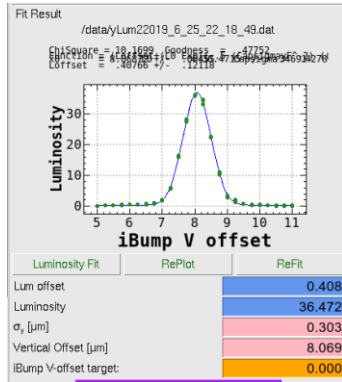 Fit Result
/data/yLum22019_6_25_22_18_49.dat
ChiSquare = 10.1699 Goodness = .47752
Loffset = .40766 +/- .12118
Luminosity
30
20
10
0
5 6 7 8 9 10 11
iBump V offset
Luminosity Fit RePlot ReFit
Lum offset 0.408
Luminosity 36.472
σy [µm] 0.303
Vertical Offset [µm] 8.069
iBump V-offset target: 0.000